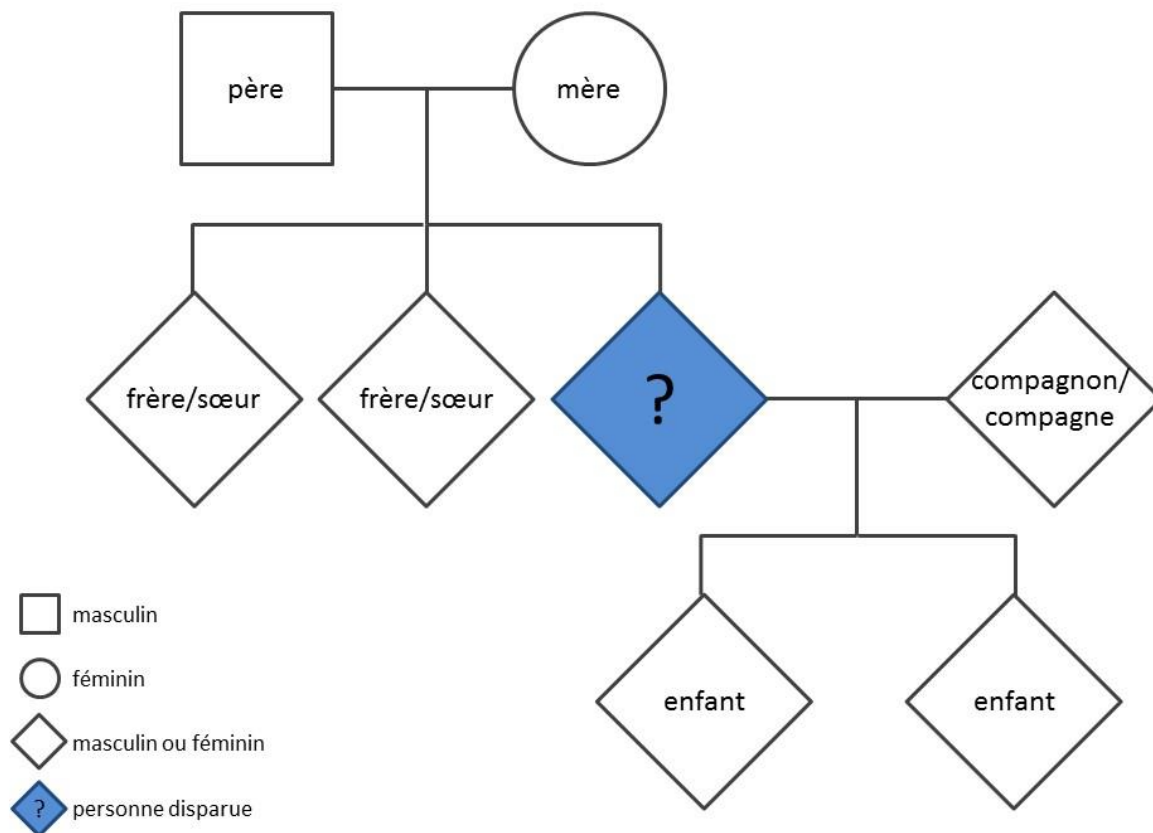 père
mère
frère/sœur
frère/sœur
?
compagnon/
compagne
enfant
enfant
masculin
féminin
masculin ou féminin
?
personne disparue